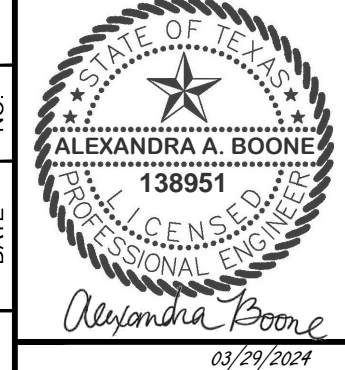 NO.
DATE
STATE OF TEXAS
ALEXANDRA A. BOONE
138951
LICENSED
PROFESSIONAL ENGINEER
Alexandra Boone
03/29/2024